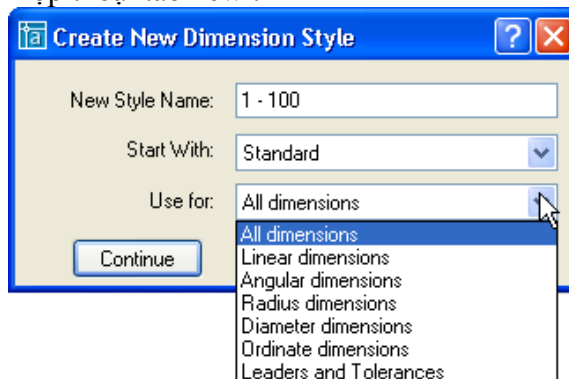 Create New Dimension Style
New Style Name: 1 - 100
Start With: Standard
Use for: All dimensions
All dimensions
Continue
Linear dimensions
Angular dimensions
Radius dimensions
Diameter dimensions
Ordinate dimensions
Leaders and Tolerances